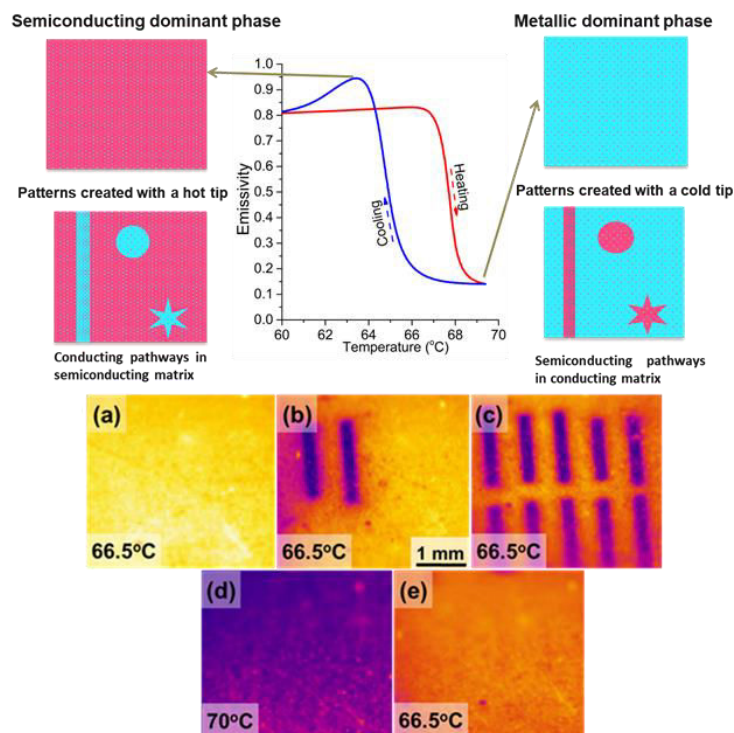 Semiconducting dominant phase
Metallic dominant phase
Patterns created with a hot tip
Patterns created with a cold tip
Conducting pathways in
semiconducting matrix
Semiconducting pathways
in conducting matrix
Emissivity
1.0
0.9
0.8
0.7
0.6
0.5
0.4
0.3
0.2
0.1
0.0
Cooling
Heating
60 62 64 66 68 70
Temperature (°C)
(a)
66.5°C
(b)
66.5°C
1 mm
(c)
66.5°C
(d)
70°C
(e)
66.5°C